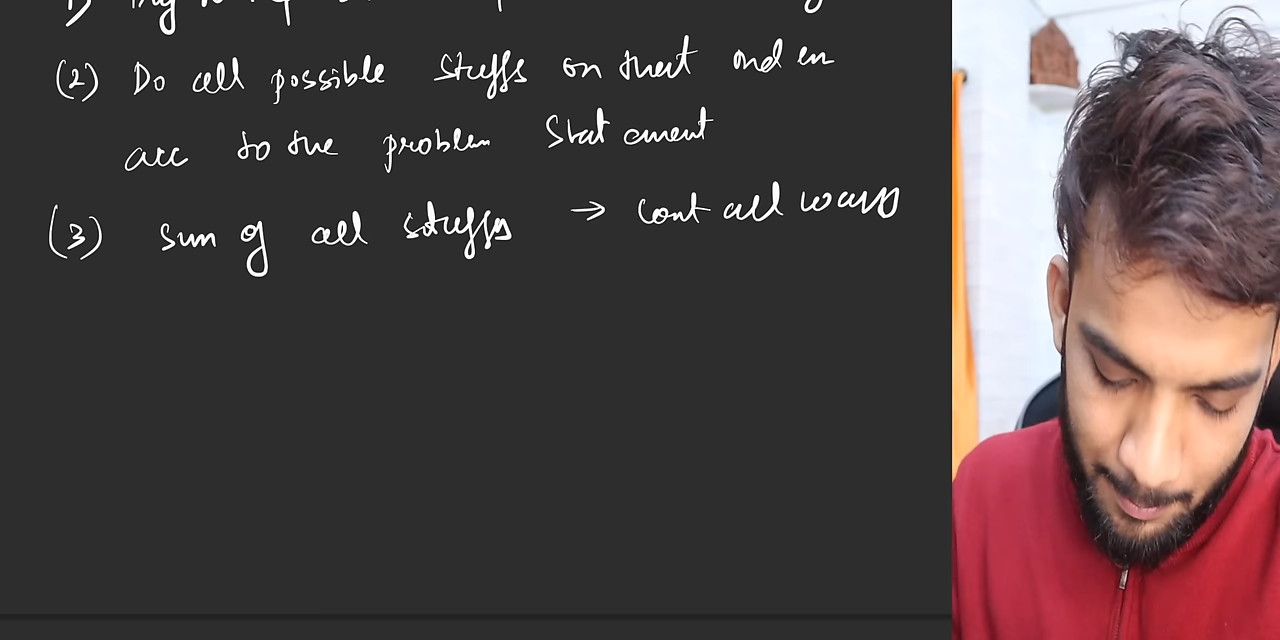 (2) Do all possible stuffs on that index
acc to the problem Statement
(3) Sum of all stuffs → count all ways